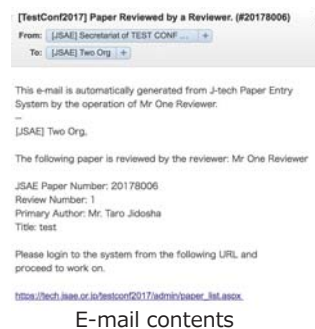 [TestConf2017] Paper Reviewed by a Reviewer. (#20178006)
From: [JSAE] Secretariat of TEST CONF ... +
To: [JSAE] Two Org +
This e-mail is automatically generated from J-tech Paper Entry
System by the operation of Mr One Reviewer.
--
[JSAE] Two Org,
The following paper is reviewed by the reviewer: Mr One Reviewer
JSAE Paper Number: 20178006
Review Number: 1
Primary Author: Mr. Taro Jidosha
Title: test
Please login to the system from the following URL and
proceed to work on.
https://tech.jsae.or.jp/testconf2017/admin/paper_list.aspx
E-mail contents